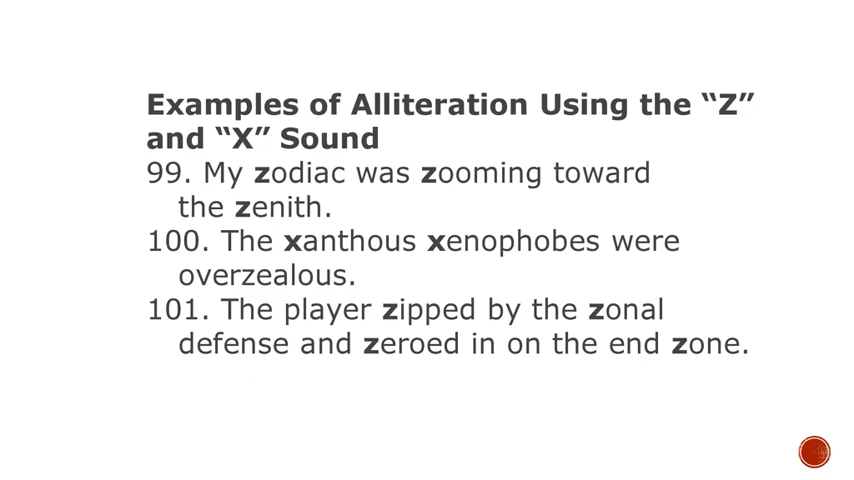 Examples of Alliteration Using the “Z”
and “X” Sound
99. My zodiac was zooming toward
the zenith.
100. The xanthous xenophobes were
overzealous.
101. The player zipped by the zonal
defense and zeroed in on the end zone.